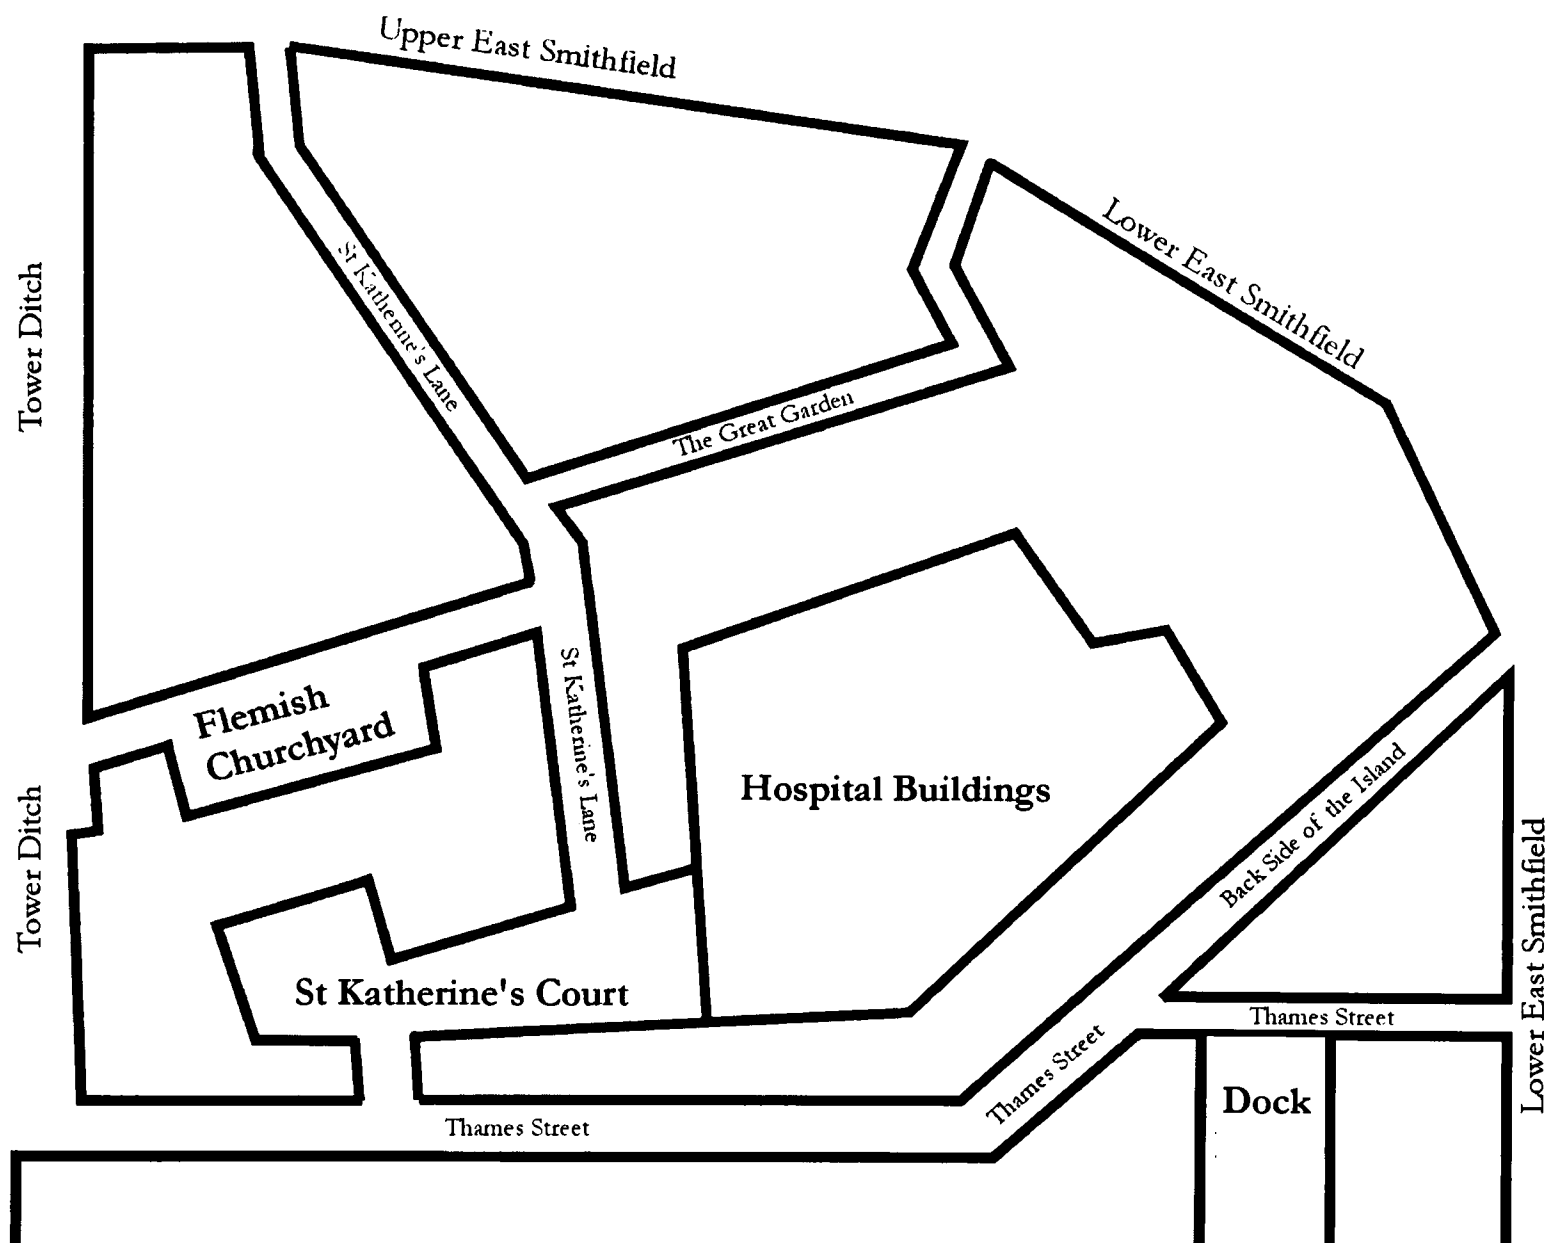 Upper East Smithfield
Lower East Smithfield
Tower Ditch
St Katherine's Lane
The Great Garden
Flemish
Churchyard
St Katherine's Lane
Hospital Buildings
Back Side of the Island
Tower Ditch
Lower East Smithfield
St Katherine's Court
Thames Street
Thames Street
Dock
Thames Street